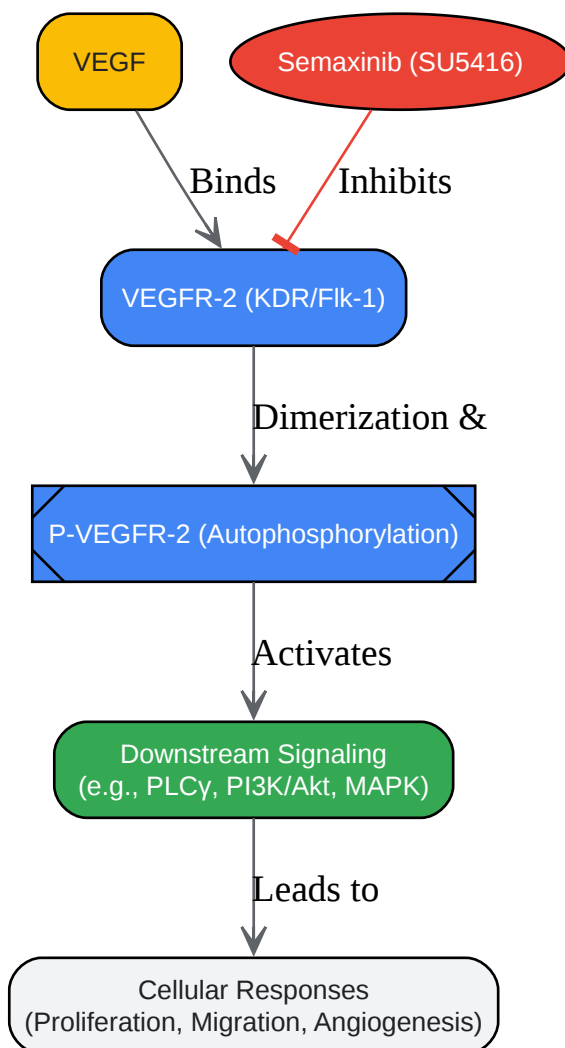 VEGF
Semaxinib (SU5416)
Binds
Inhibits
VEGFR-2 (KDR/Flk-1)
Dimerization &
P-VEGFR-2 (Autophosphorylation)
Activates
Downstream Signaling
(e.g., PLCγ, PI3K/Akt, MAPK)
Leads to
Cellular Responses
(Proliferation, Migration, Angiogenesis)